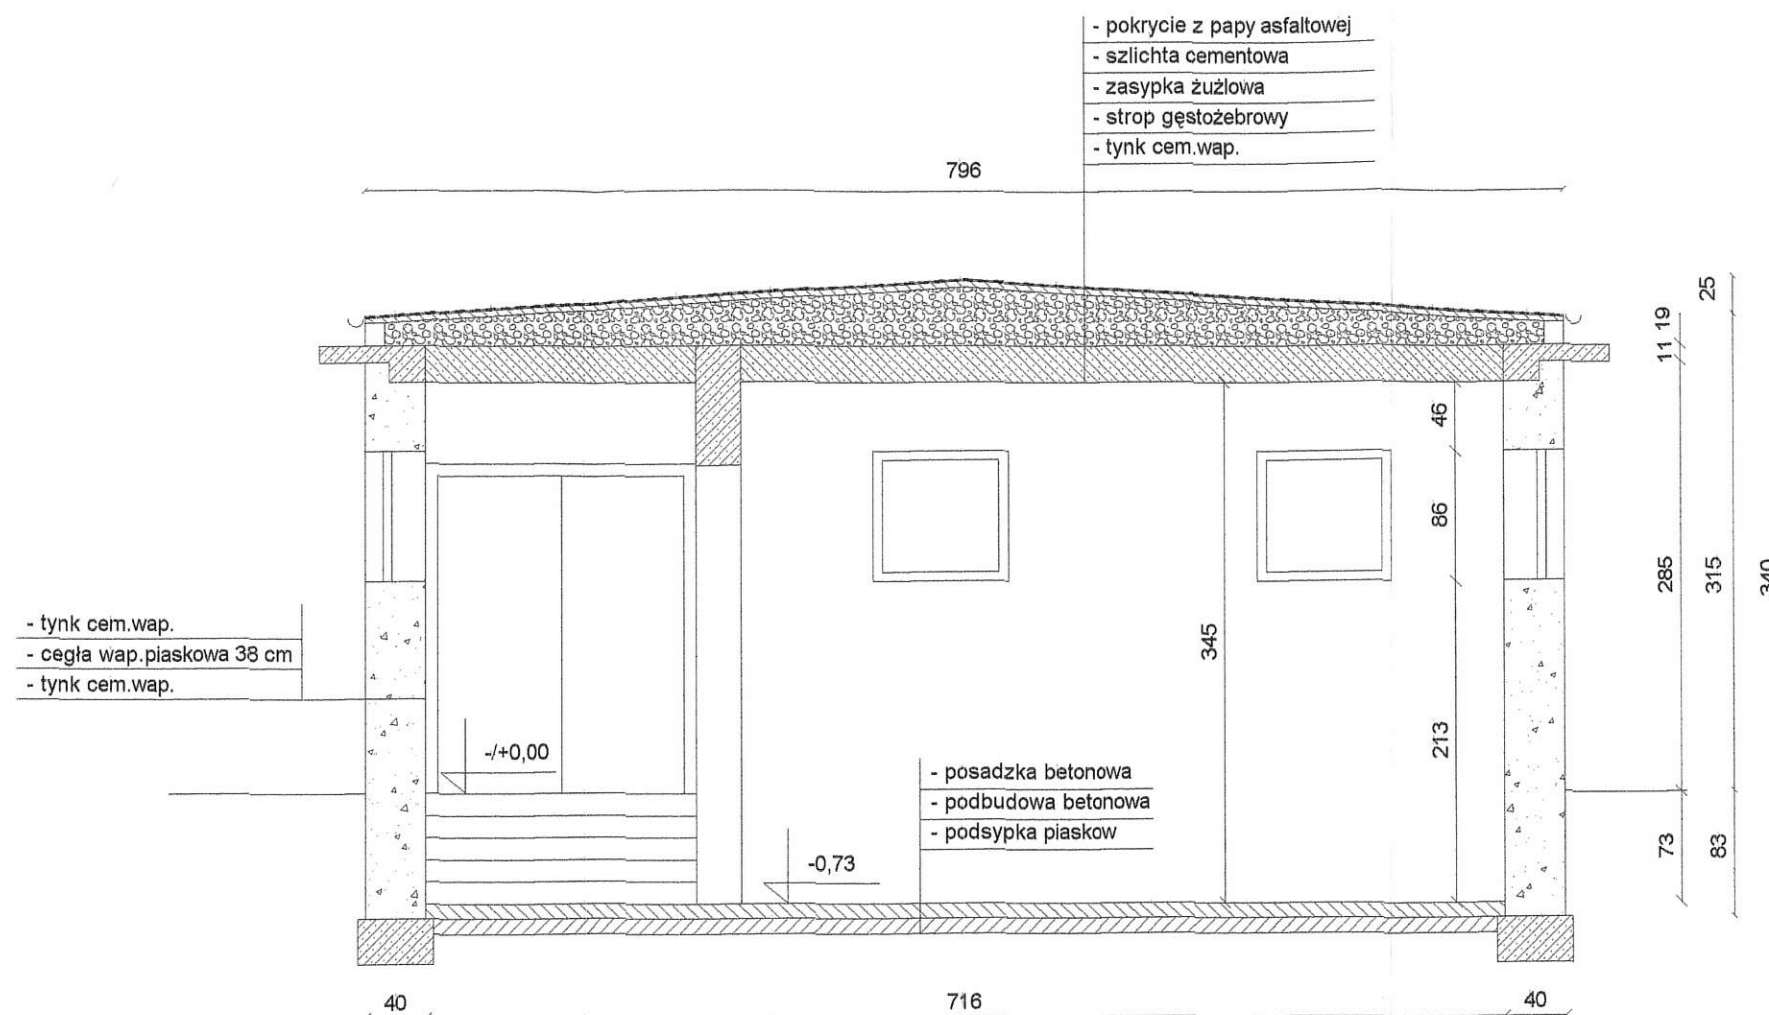 - pokrycie z papy asfaltowej
- szlichta cementowa
- zasypka żużlowa
- strop gęstożebrowy
- tynk cem.wap.
796
25
19
11
46
86
285
315
340
345
213
- tynk cem.wap.
- cegła wap.piaskowa 38 cm
- tynk cem.wap.
-/+0,00
- posadzka betonowa
- podbudowa betonowa
- podsypka piaskow
-0,73
73
83
40
716
40